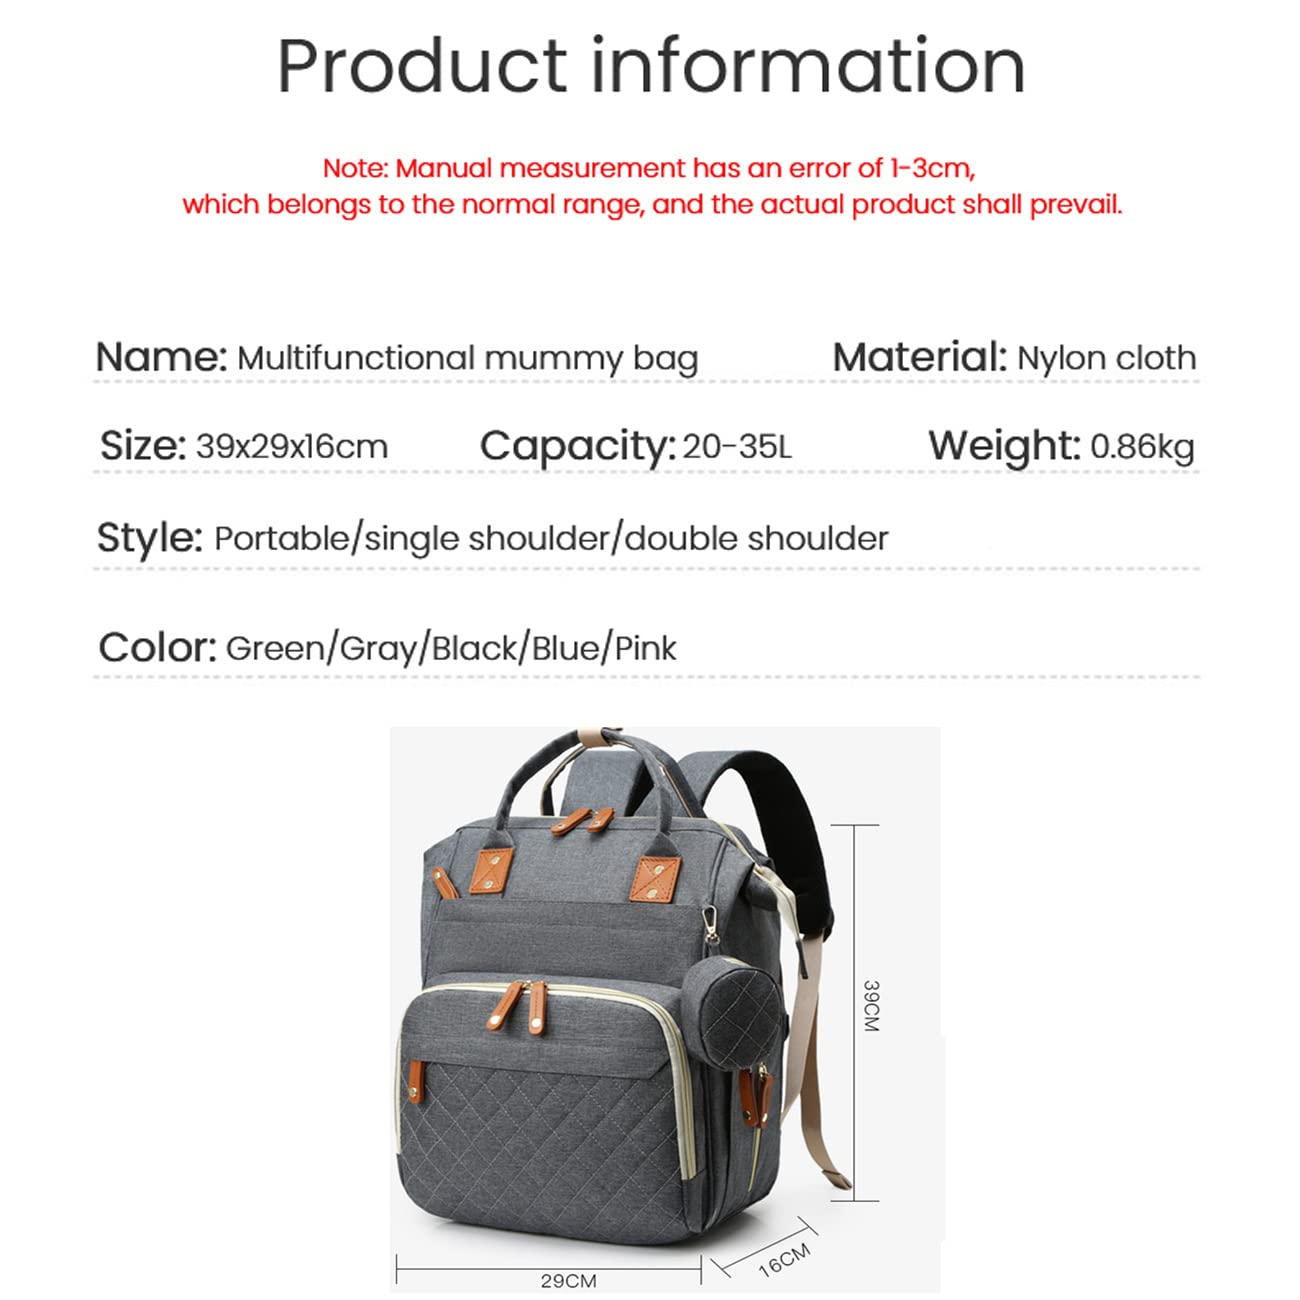 Product information
Note: Manual measurement has an error of 1-3cm,
which belongs to the normal range, and the actual product shall prevail.
Name: Multifunctional mummy bag Material: Nylon cloth
Size: 39x29x16cm Capacity: 20-35L Weight: 0.86kg
Style: Portable/single shoulder/double shoulder
Color: Green/Gray/Black/Blue/Pink
39CM
16CM
29CM